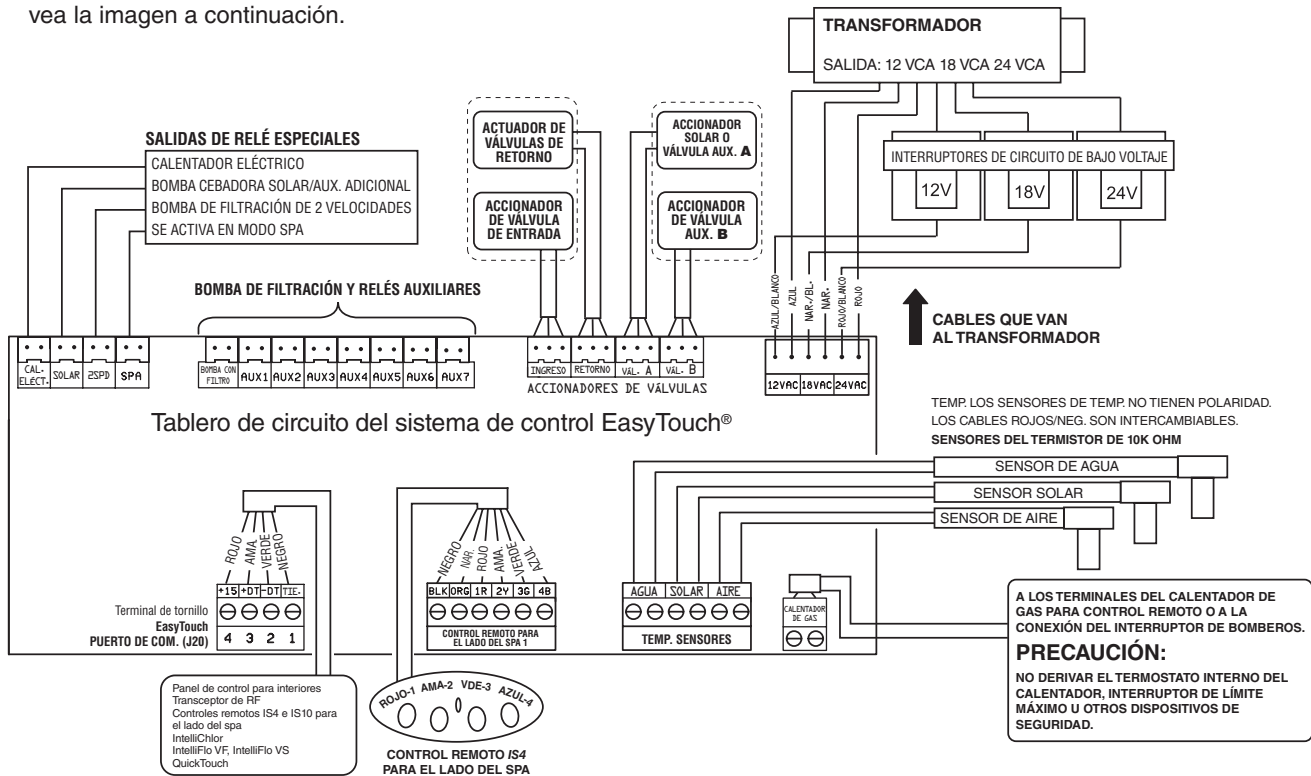 vea la imagen a continuación.
TRANSFORMADOR
SALIDA: 12 VCA 18 VCA 24 VCA
SALIDAS DE RELÉ ESPECIALES
CALENTADOR ELÉCTRICO
BOMBA CEBADORA SOLAR/AUX. ADICIONAL
BOMBA DE FILTRACIÓN DE 2 VELOCIDADES
SE ACTIVA EN MODO SPA
ACTUADOR DE
VÁLVULAS DE
RETORNO
ACCIONADOR
SOLAR O
VÁLVULA AUX. A
ACCIONADOR
DE VÁLVULA
DE ENTRADA
ACCIONADOR
DE VÁLVULA
AUX. B
INTERRUPTORES DE CIRCUITO DE BAJO VOLTAJE
12V
18V
24V
AZUL/BLANCO
AZUL
NAR./BL.
NAR.
ROJO/BLANCO
ROJO
CABLES QUE VAN
AL TRANSFORMADOR
BOMBA DE FILTRACIÓN Y RELÉS AUXILIARES
CAL.
ELÉCT.
SOLAR
2SPD
SPA
BOMBA CON
FILTRO
AUX1
AUX2
AUX3
AUX4
AUX5
AUX6
AUX7
INGRESO
RETORNO
VÁL. A
VÁL. B
ACCIONADORES DE VÁLVULAS
12VAC
18VAC
24VAC
Tablero de circuito del sistema de control EasyTouch®
TEMP. LOS SENSORES DE TEMP. NO TIENEN POLARIDAD.
LOS CABLES ROJOS/NEG. SON INTERCAMBIABLES.
SENSORES DEL TERMISTOR DE 10K OHM
SENSOR DE AGUA
SENSOR SOLAR
SENSOR DE AIRE
ROJO
AMA.
VERDE
NEGRO
+15
+DT
-DT
TIE.
Terminal de tornillo
EasyTouch
PUERTO DE COM. (J20)
4 3 2 1
NEGRO
NAR.
ROJO
AMA.
VERDE
AZUL
BLK
ORG
1R
2Y
3G
4B
CONTROL REMOTO PARA
EL LADO DEL SPA 1
AGUA
SOLAR
AIRE
TEMP. SENSORES
CALENTADOR
DE GAS
A LOS TERMINALES DEL CALENTADOR DE
GAS PARA CONTROL REMOTO O A LA
CONEXIÓN DEL INTERRUPTOR DE BOMBEROS.
PRECAUCIÓN:
NO DERIVAR EL TERMOSTATO INTERNO DEL
CALENTADOR, INTERRUPTOR DE LÍMITE
MÁXIMO U OTROS DISPOSITIVOS DE
SEGURIDAD.
Panel de control para interiores
Transceptor de RF
Controles remotos IS4 e IS10 para
el lado del spa
IntelliChlor
IntelliFlo VF, IntelliFlo VS
QuickTouch
ROJO-1
AMA-2
VDE-3
AZUL-4
CONTROL REMOTO IS4
PARA EL LADO DEL SPA